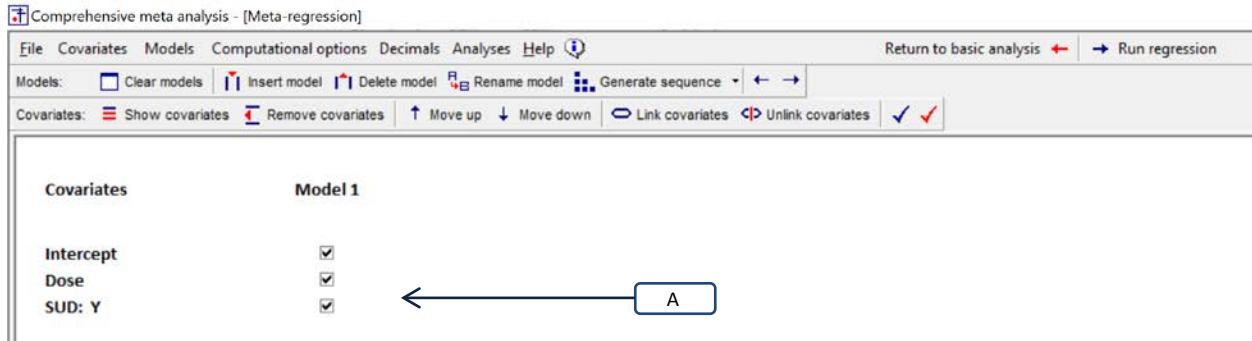 Comprehensive meta analysis - [Meta-regression]
File Covariates Models Computational options Decimals Analyses Help Return to basic analysis Run regression
Models: Clear models Insert model Delete model Rename model Generate sequence
Covariates: Show covariates Remove covariates Move up Move down Link covariates Unlink covariates
Covariates Model 1
Intercept
Dose
SUD: Y
A